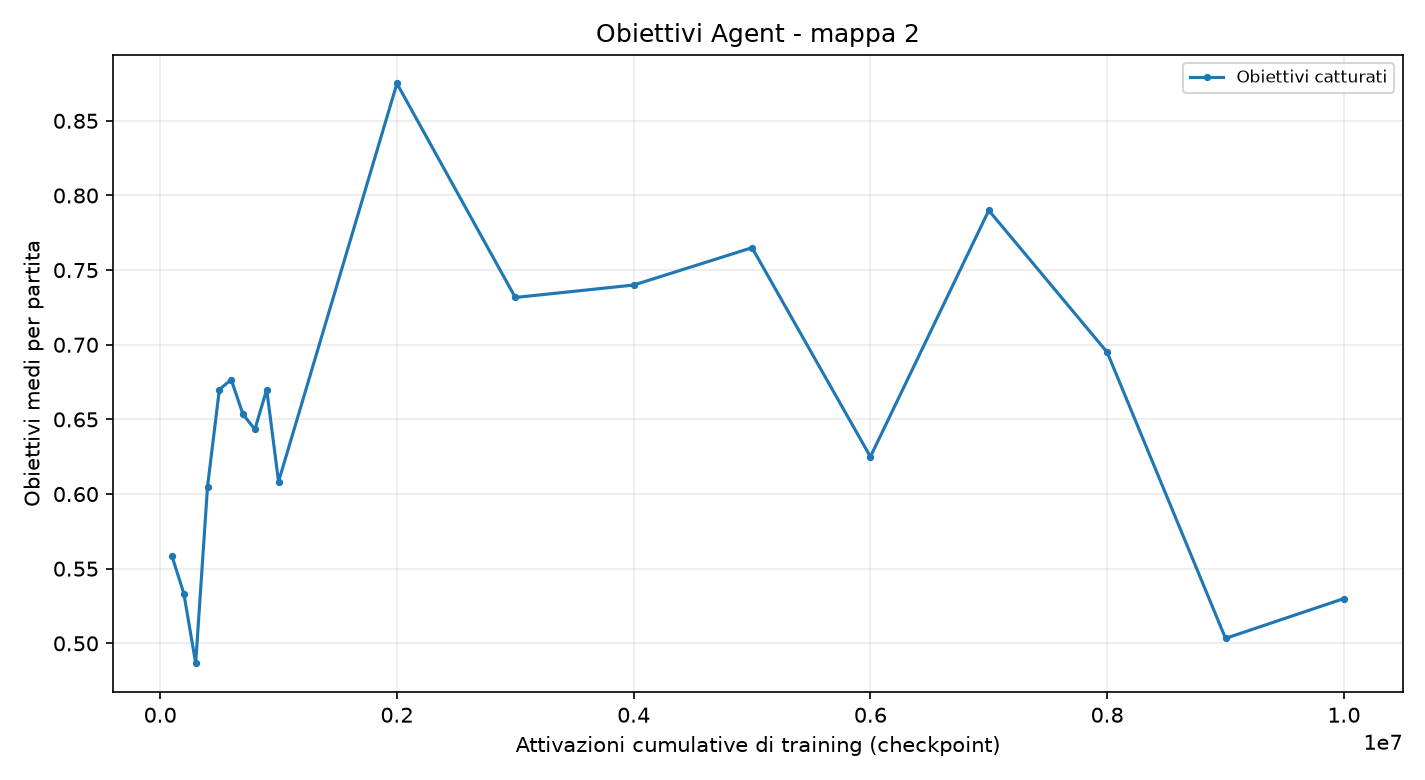 Obiettivi Agent - mappa 2
Obiettivi catturati
Obiettivi medi per partita
0.85
0.80
0.75
0.70
0.65
0.60
0.55
0.50
0.0 0.2 0.4 0.6 0.8 1.0
1e7
Attivazioni cumulative di training (checkpoint)